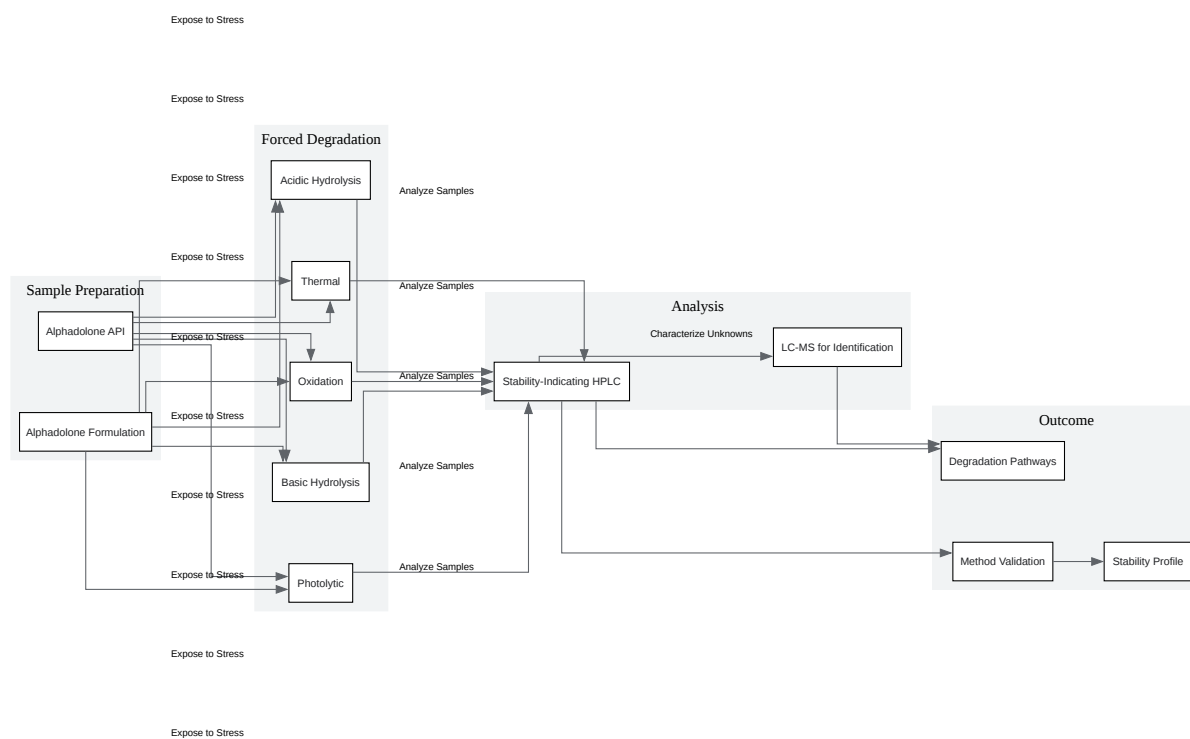 Expose to Stress
Expose to Stress
Forced Degradation
Expose to Stress
Acidic Hydrolysis
Analyze Samples
Expose to Stress
Thermal
Analyze Samples
Sample Preparation
Analysis
Alphadolone API
Expose to Stress
Characterize Unknowns
LC-MS for Identification
Oxidation
Analyze Samples
Stability-Indicating HPLC
Expose to Stress
Outcome
Alphadolone Formulation
Analyze Samples
Degradation Pathways
Basic Hydrolysis
Expose to Stress
Method Validation
Stability Profile
Expose to Stress
Photolytic
Analyze Samples
Expose to Stress
Expose to Stress